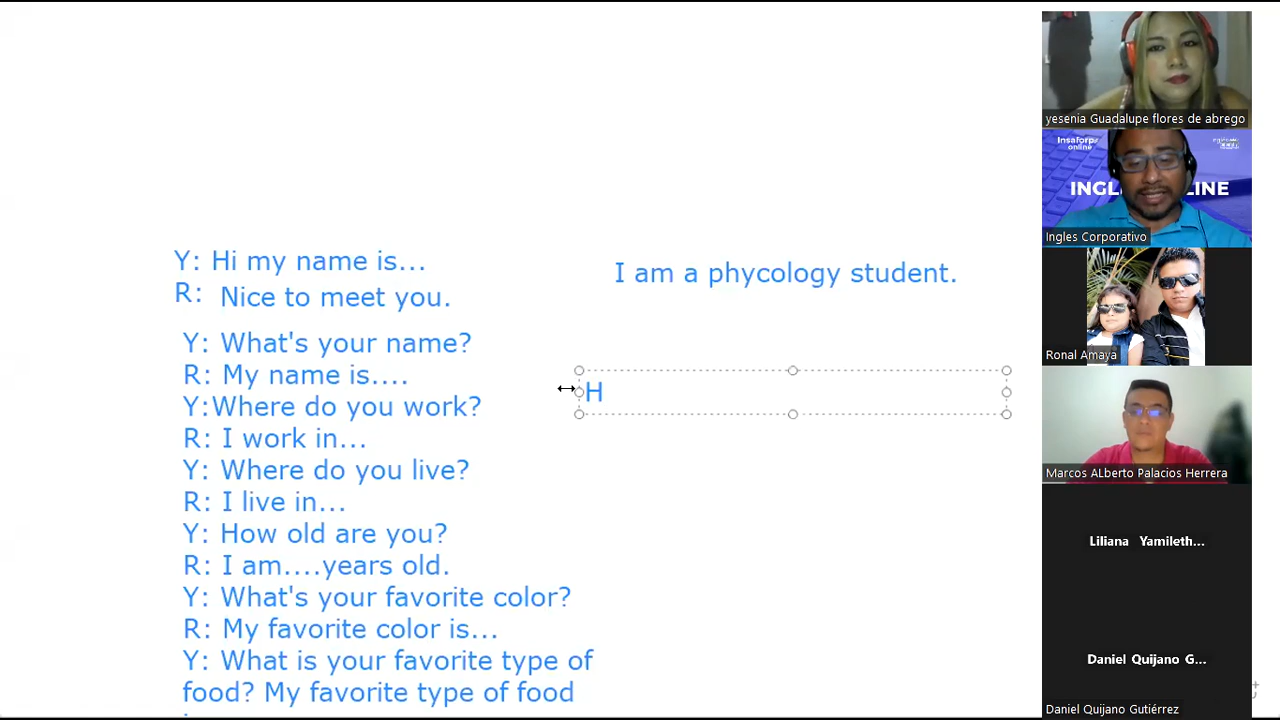 Y: Hi my name is...
R: Nice to meet you.
Y: What's your name?
R: My name is....
Y:Where do you work?
R: I work in...
Y: Where do you live?
R: I live in...
Y: How old are you?
R: I am....years old.
Y: What's your favorite color?
R: My favorite color is...
Y: What is your favorite type of
food? My favorite type of food
I am a phycology student.
H
yesenia Guadalupe flores de abrego
Insaforp
online
INGL LINE
Ingles Corporativo
Ronal Amaya
Marcos ALberto Palacios Herrera
Liliana Yamileth...
Daniel Quijano G...
Daniel Quijano Gutiérrez